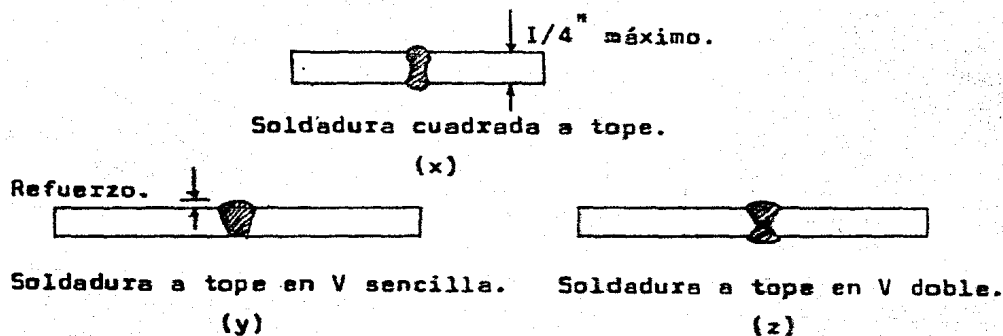 I/4" máximo.
Soldadura cuadrada a tope.
(x)
Refuerzo.
Soldadura a tope en V sencilla.
(y)
Soldadura a tope en V doble.
(z)